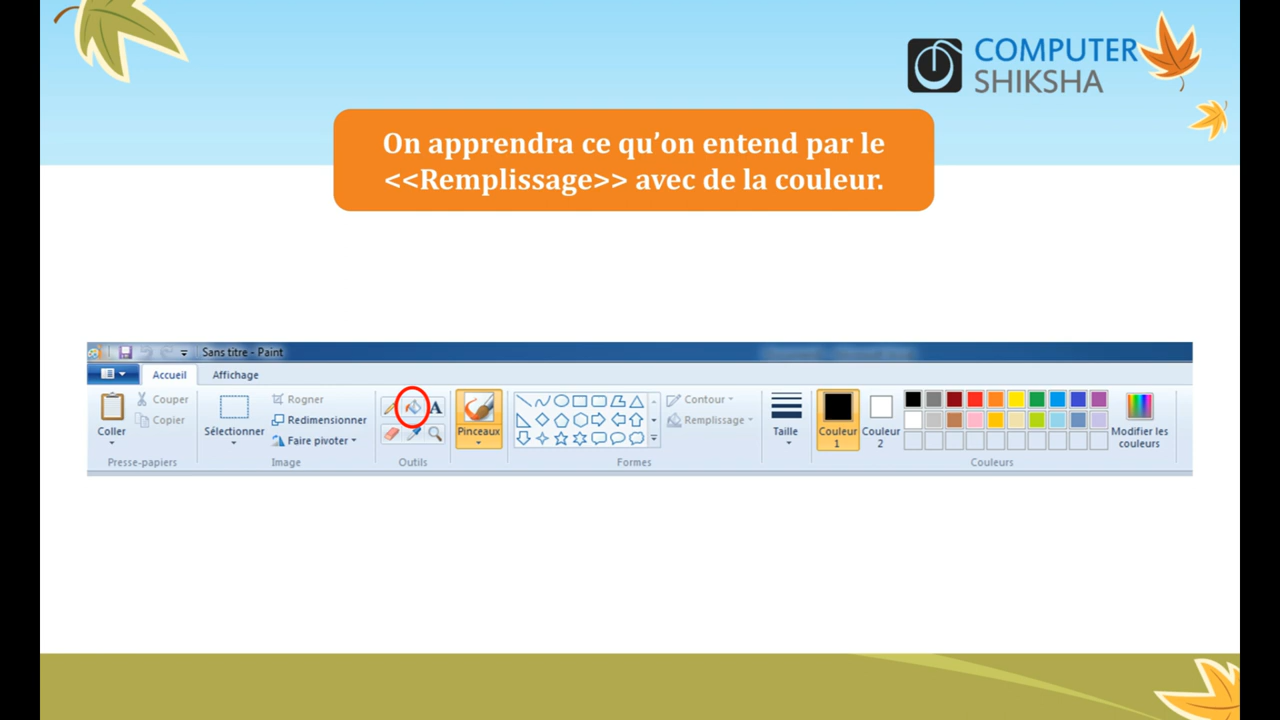 COMPUTER
SHIKSHA
On apprendra ce qu’on entend par le
<<Remplissage>> avec de la couleur.
Sans titre - Paint
Accueil Affichage
Coller
Couper
Copier
Presse-papiers
Sélectionner
Rogner
Redimensionner
Faire pivoter
Image
A
Outils
Pinceaux
Contour
Remplissage
Formes
Taille
Couleur
1
Couleur
2
Modifier les
couleurs
Couleurs